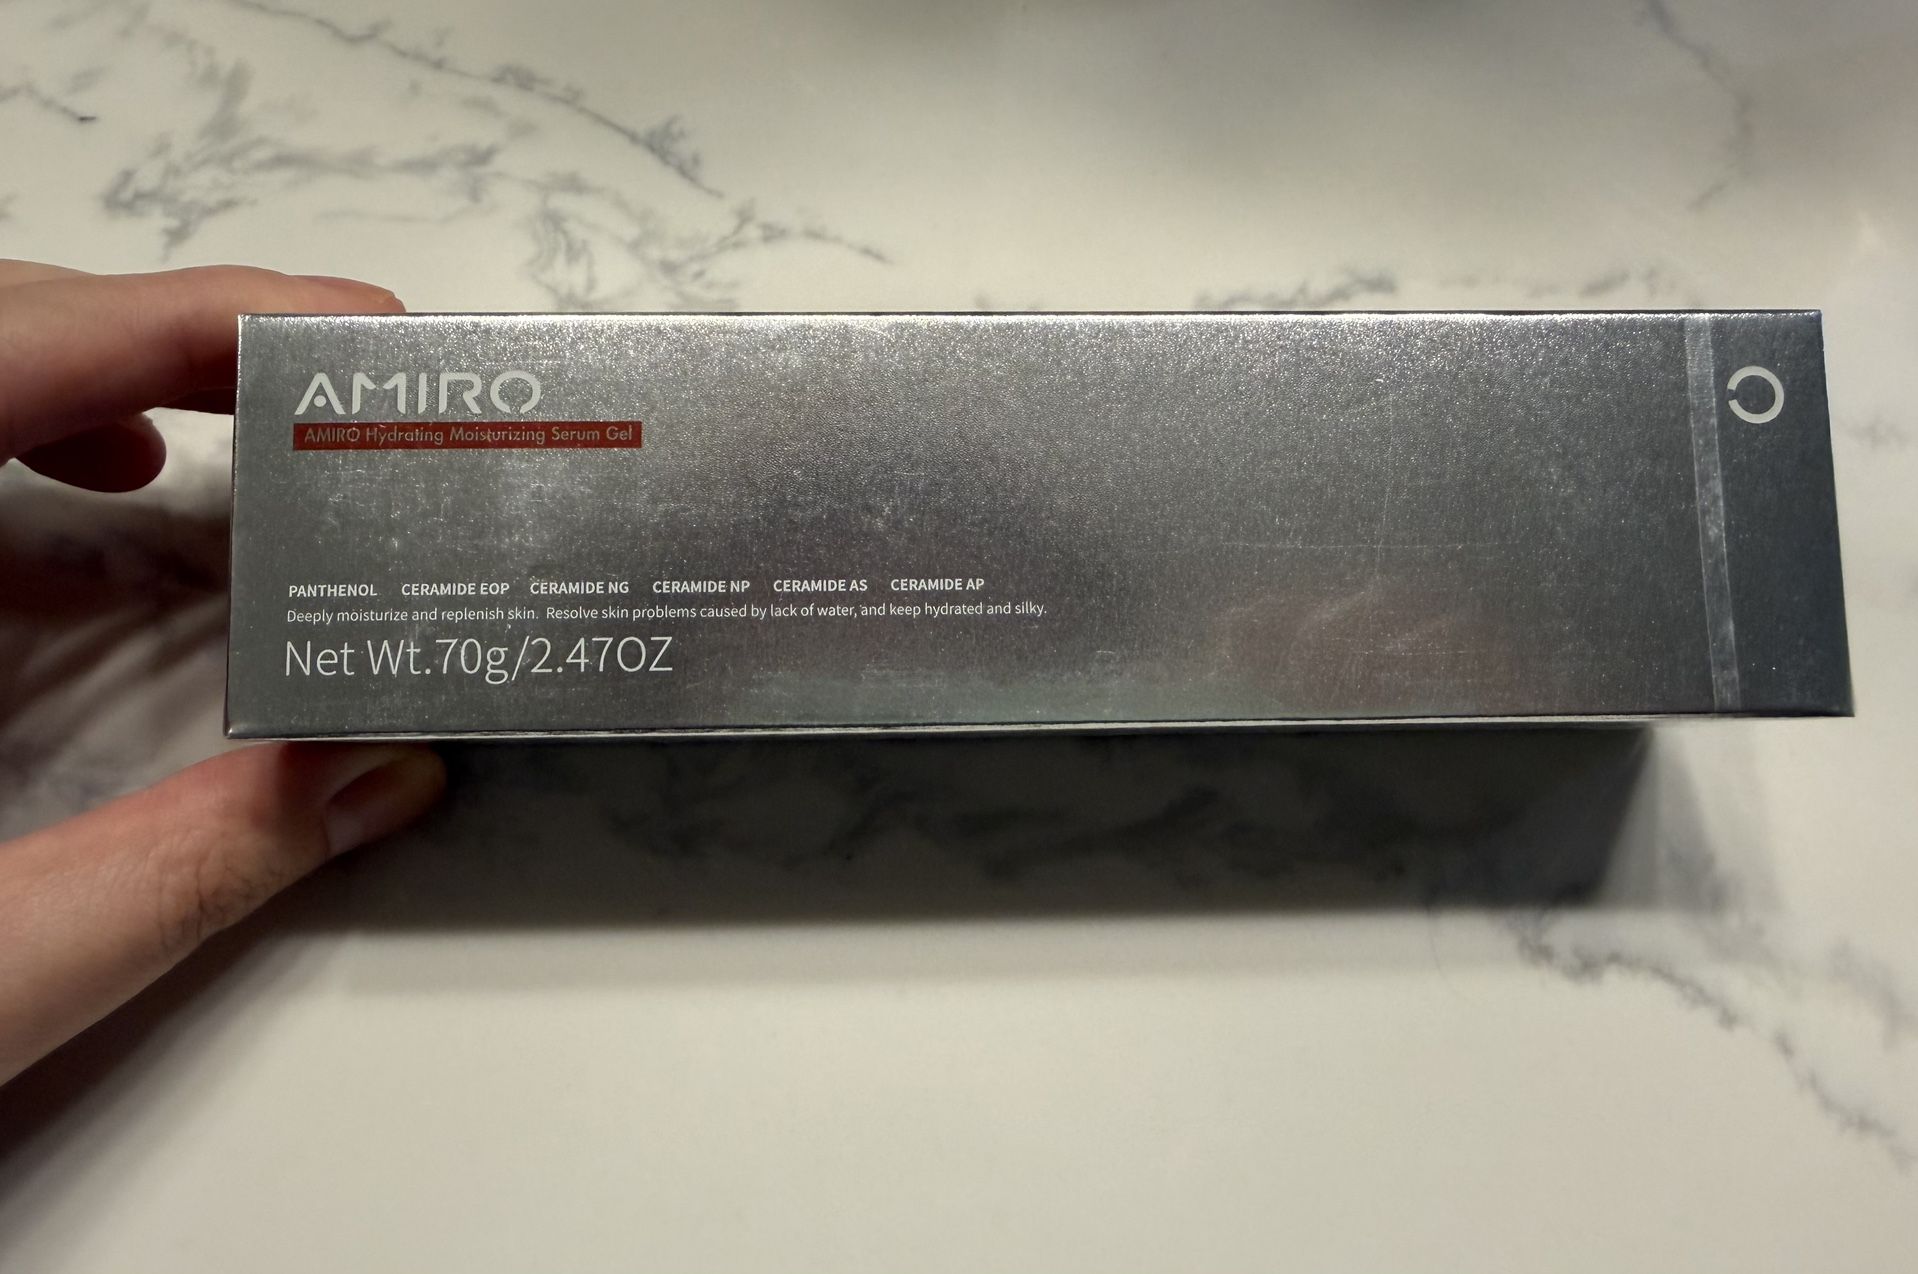 AMIRO
AMIRO Hydrating Moisturizing Serum Gel
PANTHENOL CERAMIDE EOP CERAMIDE NG CERAMIDE NP CERAMIDE AS CERAMIDE AP
Deeply moisturize and replenish skin. Resolve skin problems caused by lack of water, and keep hydrated and silky.
Net Wt.70g/2.47OZ